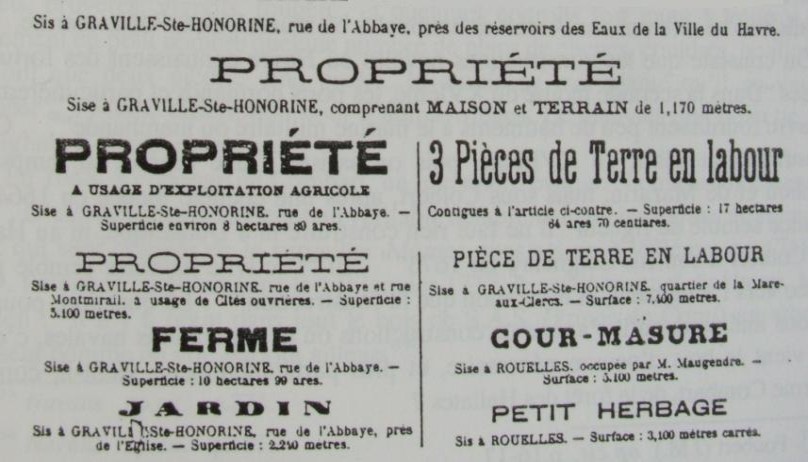 Sis à GRAVILLE-Ste-HONORINE, rue de l'Abbaye, près des réservoirs des Eaux de la Ville du Havre.
PROPRIÉTÉ
Sise à GRAVILLE-Ste-HONORINE, comprenant MAISON et TERRAIN de 1,170 mètres.
PROPRIÉTÉ
A USAGE D'EXPLOITATION AGRICOLE
Sise à GRAVILLE-Ste-HONORINE, rue de l'Abbaye. —
Superficie environ 8 hectares 80 ares.
PROPRIÉTÉ
Sise à GRAVILLE-Ste-HONORINE, rue de l'Abbaye et rue
Montmirail, à usage de Cités ouvrières. — Superficie :
5.100 mètres.
FERME
Sise à GRAVILLE-Ste-HONORINE, rue de l'Abbaye. —
Superficie : 10 hectares 99 ares.
JARDIN
Sis à GRAVILLE-Ste-HONORINE, rue de l'Abbaye, près
de l'Eglise. — Superficie : 2,240 mètres.
3 Pièces de Terre en labour
Contigues à l'article ci-contre. — Superficie : 17 hectares
64 ares 70 centiares.
PIÈCE DE TERRE EN LABOUR
Sise à GRAVILLE-Ste-HONORINE, quartier de la Mare-
aux-Clercs. — Surface : 7,400 mètres.
COUR-MASURE
Sise à ROUELLES, occupée par M. Maugendre. —
Surface : 5.100 mètres.
PETIT HERBAGE
Sis à ROUELLES. — Surface : 3,100 mètres carrés.